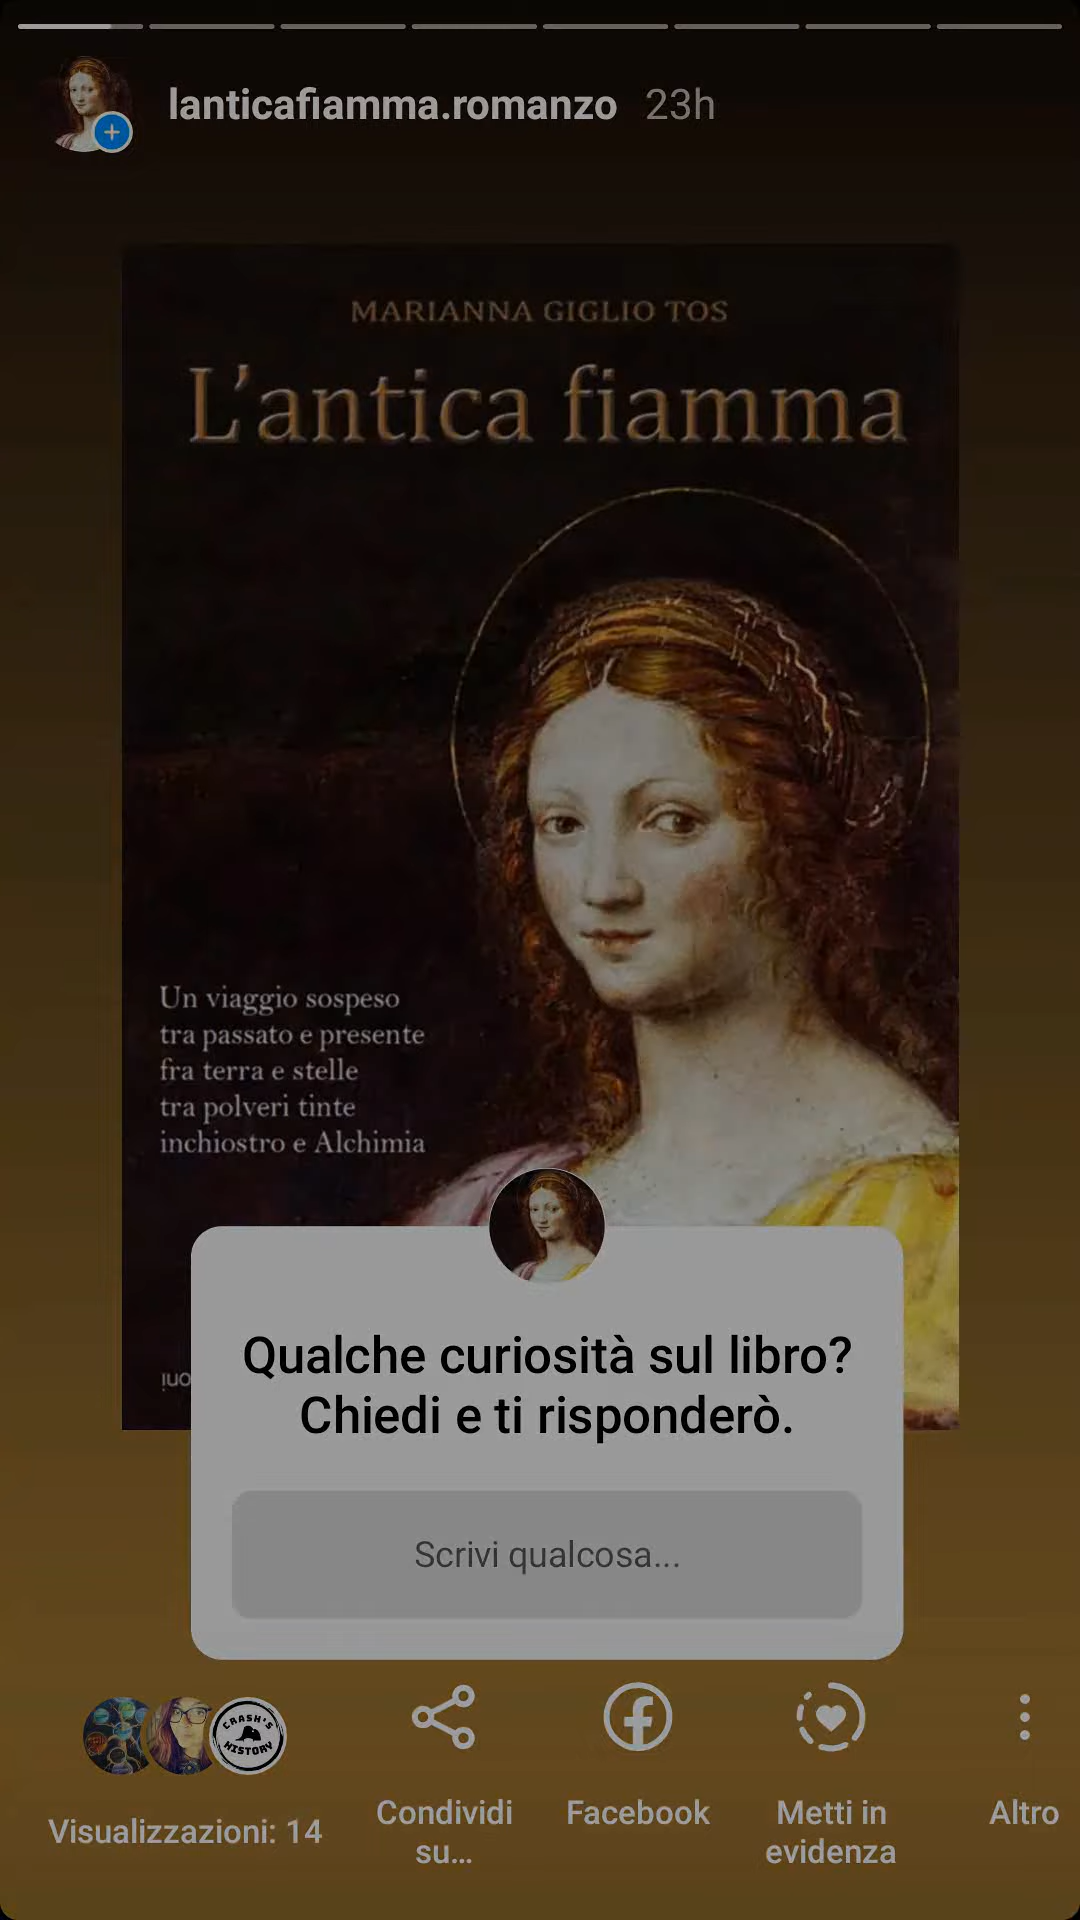 lanticafiamma.romanzo 23h
MARIANNA GIGLIO TOS
L'antica fiamma
Un viaggio sospeso
tra passato e presente
fra terra e stelle
tra polveri tinte
inchiostro e Alchimia
Qualche curiosità sul libro?
Chiedi e ti risponderò.
Scrivi qualcosa...
CRASH'S
HISTORY
Visualizzazioni: 14
Condividi
su...
Facebook
Metti in
evidenza
Altro